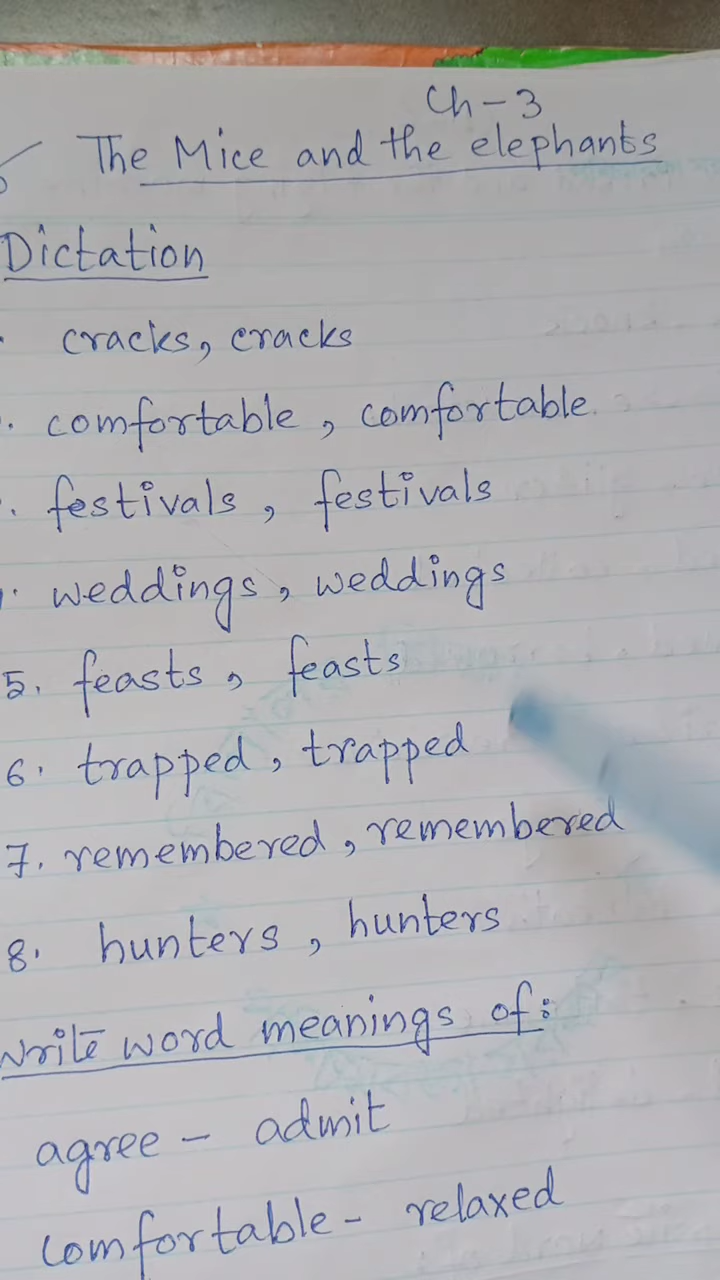 Ch - 3
The Mice and the elephants
Dictation
cracks, cracks
comfortable, comfortable
festivals, festivals
weddings, weddings
5. feasts, feasts
6. trapped, trapped
7. remembered, remembered
8. hunters, hunters
Write word meanings of:
agree - admit
comfortable - relaxed